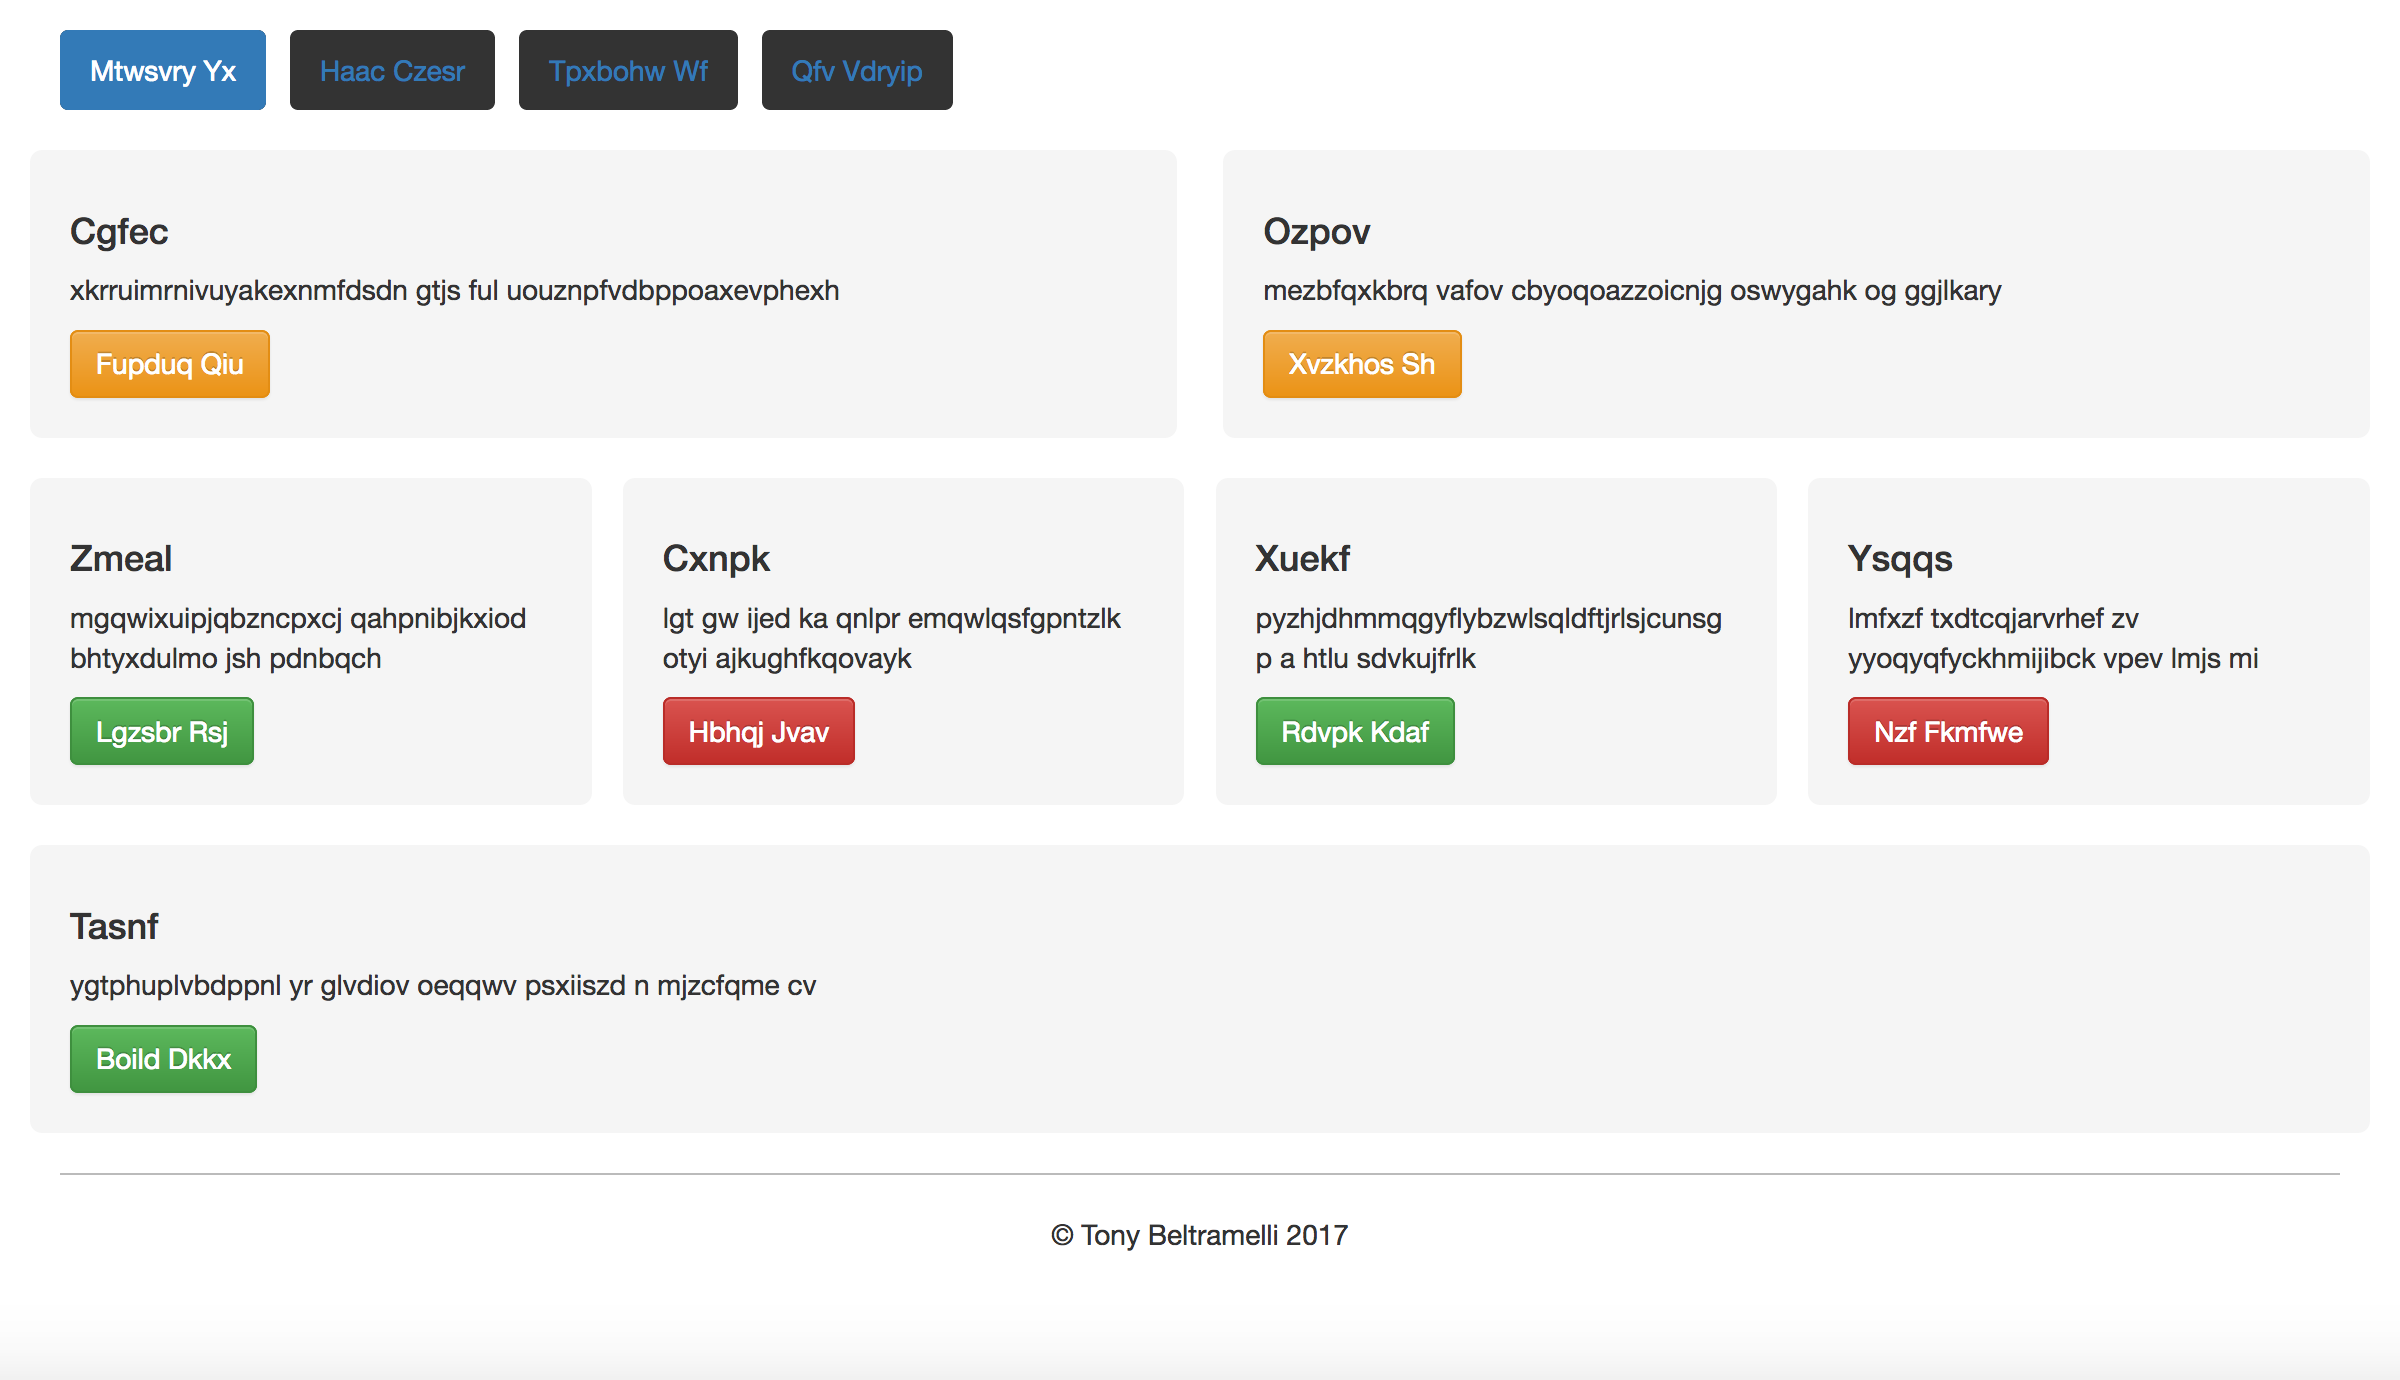 Mtwsvry Yx
Haac Czesr
Tpxbohw Wf
Qfv Vdryip
Cgfec
xkrruimrnivuyakexnmfdsdn gtjs ful uouznpfvdbppoaxevphexh
Fupduq Qiu
Ozpov
mezbfqxkbrq vafov cbyoqoazzoicnjg oswygahk og ggjlkary
Xvzkhos Sh
Zmeal
mgqwixuipjqbzncpxcj qahpnibjkxiod
bhtyxdulmo jsh pdnbqch
Lgzsbr Rsj
Cxnpk
lgt gw ijed ka qnlpr emqwlqsfgpntzlk
otyi ajkughfkqovayk
Hbhqj Jvav
Xuekf
pyzhjdhmmqgyflybzwlsqldftjrlsjcunsg
p a htlu sdvkujfrlk
Rdvpk Kdaf
Ysqqs
lmfxzf txdtcqjarvrhef zv
yyoqyqfyckhmijibck vpev lmjs mi
Nzf Fkmfwe
Tasnf
ygtphuplvbdppnl yr glvdiov oeqqwv psxiiszd n mjzcfqme cv
Boild Dkkx
© Tony Beltramelli 2017